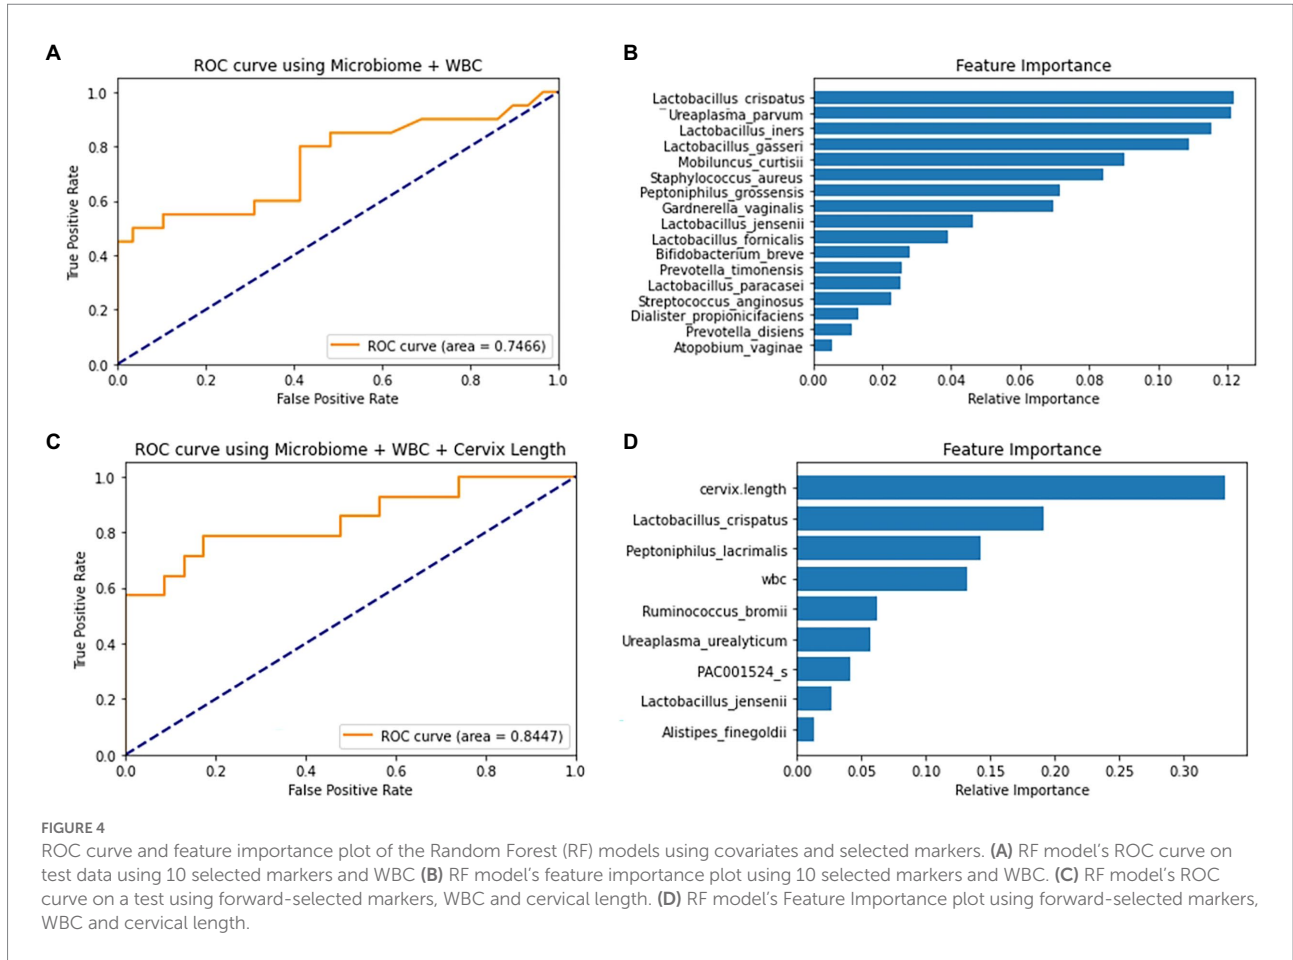 A
ROC curve using Microbiome + WBC
True Positive Rate
1.0
0.8
0.6
0.4
0.2
0.0
ROC curve (area = 0.7466)
0.0 0.2 0.4 0.6 0.8 1.0
False Positive Rate
B
Feature Importance
Lactobacillus_crispatus
Ureaplasma_parvum
Lactobacillus_iners
Lactobacillus_gasseri
Mobiluncus_curtisii
Staphylococcus_aureus
Peptoniphilus_grossensis
Gardnerella_vaginalis
Lactobacillus_jensenii
Lactobacillus_fornicalis
Bifidobacterium_breve
Prevotella_timonensis
Lactobacillus_paracasei
Streptococcus_anginosus
Dialister_propionicifaciens
Prevotella_disiens
Atopobium_vaginae
0.00 0.02 0.04 0.06 0.08 0.10 0.12
Relative Importance
C
ROC curve using Microbiome + WBC + Cervix Length
True Positive Rate
1.0
0.8
0.6
0.4
0.2
0.0
ROC curve (area = 0.8447)
0.0 0.2 0.4 0.6 0.8 1.0
False Positive Rate
D
Feature Importance
cervix.length
Lactobacillus_crispatus
Peptoniphilus_lacrimalis
wbc
Ruminococcus_bromii
Ureaplasma_urealyticum
PAC001524_s
Lactobacillus_jensenii
Alistipes_finegoldii
0.00 0.05 0.10 0.15 0.20 0.25 0.30
Relative Importance
FIGURE 4
ROC curve and feature importance plot of the Random Forest (RF) models using covariates and selected markers. (A) RF model's ROC curve on
test data using 10 selected markers and WBC (B) RF model's feature importance plot using 10 selected markers and WBC. (C) RF model's ROC
curve on a test using forward-selected markers, WBC and cervical length. (D) RF model's Feature Importance plot using forward-selected markers,
WBC and cervical length.